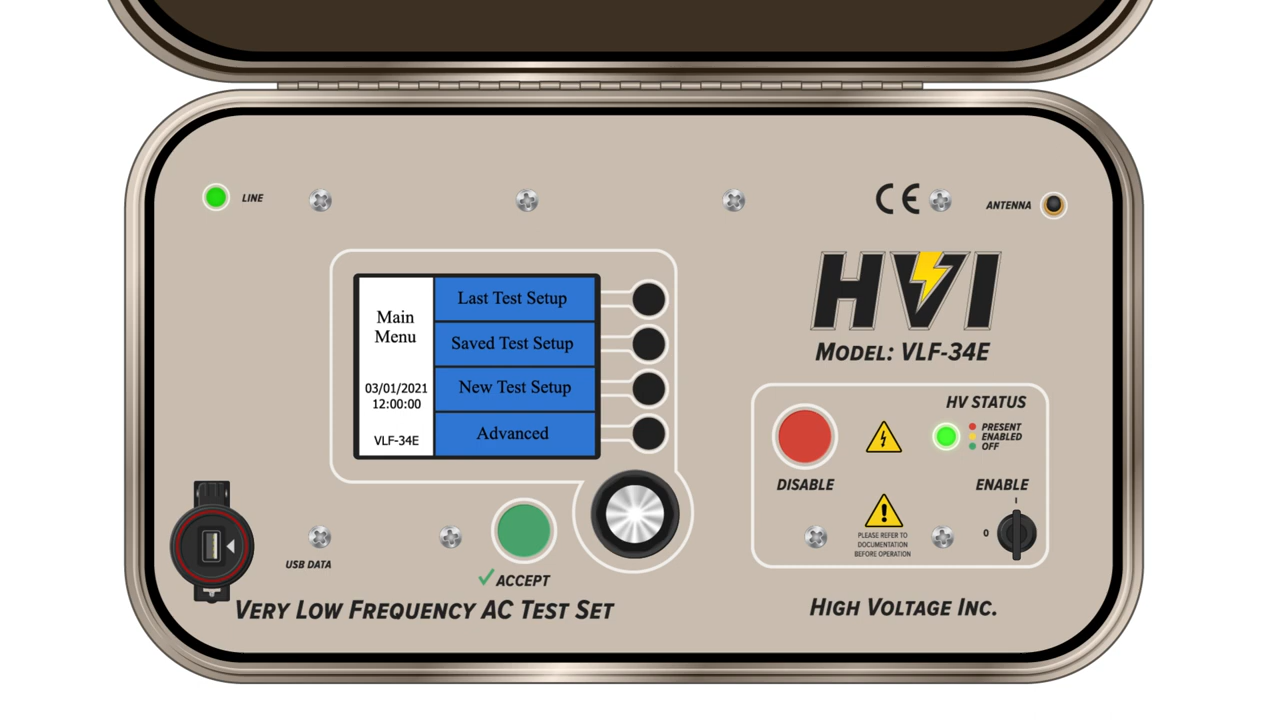 LINE
CE
ANTENNA
Main
Menu
03/01/2021
12:00:00
VLF-34E
Last Test Setup
Saved Test Setup
New Test Setup
Advanced
HVI
MODEL: VLF-34E
HV STATUS
PRESENT
ENABLED
OFF
DISABLE
ENABLE
I
0
PLEASE REFER TO
DOCUMENTATION
BEFORE OPERATION
USB DATA
ACCEPT
VERY LOW FREQUENCY AC TEST SET
HIGH VOLTAGE INC.